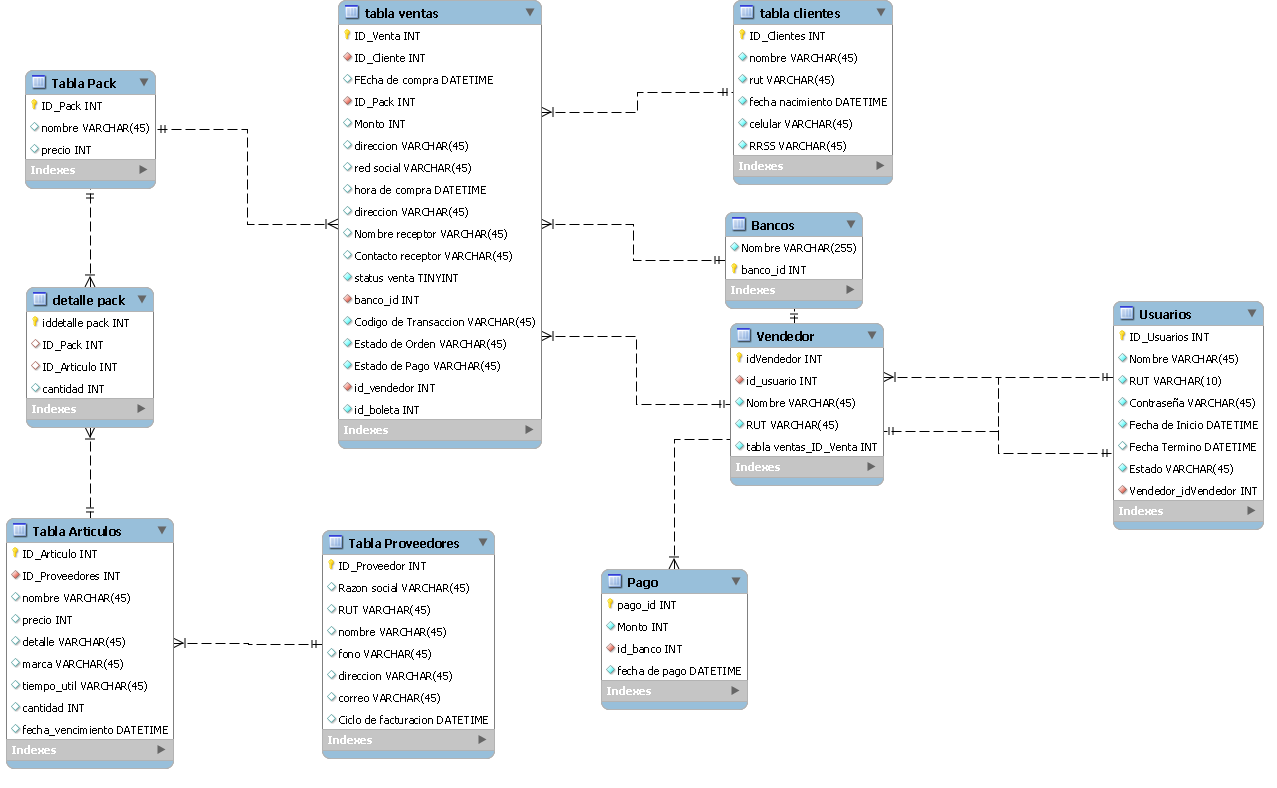 tabla ventas
ID_Venta INT
ID_Cliente INT
FEcha de compra DATETIME
ID_Pack INT
Monto INT
direccion VARCHAR(45)
red social VARCHAR(45)
hora de compra DATETIME
direccion VARCHAR(45)
Nombre receptor VARCHAR(45)
Contacto receptor VARCHAR(45)
status venta TINYINT
banco_id INT
Codigo de Transaccion VARCHAR(45)
Estado de Orden VARCHAR(45)
Estado de Pago VARCHAR(45)
id_vendedor INT
id_boleta INT
Indexes
tabla clientes
ID_Clientes INT
nombre VARCHAR(45)
rut VARCHAR(45)
fecha nacimiento DATETIME
celular VARCHAR(45)
RRSS VARCHAR(45)
Indexes
Tabla Pack
ID_Pack INT
nombre VARCHAR(45)
precio INT
Indexes
Bancos
Nombre VARCHAR(255)
banco_id INT
Indexes
detalle pack
iddetalle pack INT
ID_Pack INT
ID_Articulo INT
cantidad INT
Indexes
Vendedor
idVendedor INT
id_usuario INT
Nombre VARCHAR(45)
RUT VARCHAR(45)
tabla ventas_ID_Venta INT
Indexes
Usuarios
ID_Usuarios INT
Nombre VARCHAR(45)
RUT VARCHAR(10)
Contraseña VARCHAR(45)
Fecha de Inicio DATETIME
Fecha Termino DATETIME
Estado VARCHAR(45)
Vendedor_idVendedor INT
Indexes
Tabla Articulos
ID_Articulo INT
ID_Proveedores INT
nombre VARCHAR(45)
precio INT
detalle VARCHAR(45)
marca VARCHAR(45)
tiempo_util VARCHAR(45)
cantidad INT
fecha_vencimiento DATETIME
Indexes
Tabla Proveedores
ID_Proveedor INT
Razon social VARCHAR(45)
RUT VARCHAR(45)
nombre VARCHAR(45)
fono VARCHAR(45)
direccion VARCHAR(45)
correo VARCHAR(45)
Ciclo de facturacion DATETIME
Indexes
Pago
pago_id INT
Monto INT
id_banco INT
fecha de pago DATETIME
Indexes